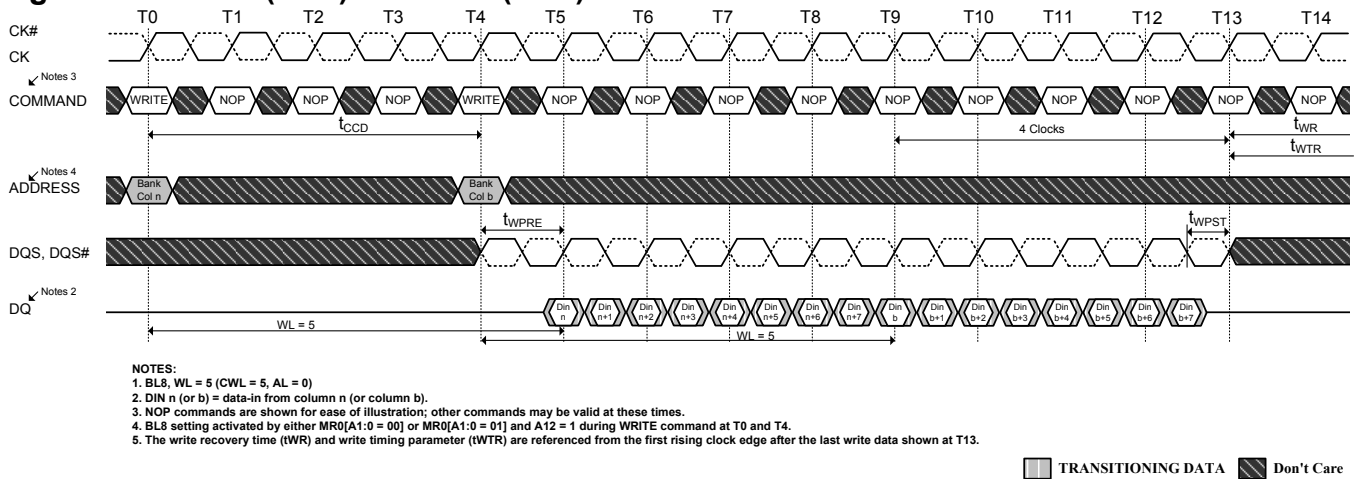 T0 T1 T2 T3 T4 T5 T6 T7 T8 T9 T10 T11 T12 T13 T14
CK#
CK
Notes 3
COMMAND WRITE NOP NOP NOP WRITE NOP NOP NOP NOP NOP NOP NOP NOP NOP NOP
tCCD 4 Clocks tWR
tWTR
Notes 4
ADDRESS Bank Col n Bank Col b
tWPRE tWPST
DQS, DQS#
Notes 2
DQ Din n Din n+1 Din n+2 Din n+3 Din n+4 Din n+5 Din n+6 Din n+7 Din b Din b+1 Din b+2 Din b+3 Din b+4 Din b+5 Din b+6 Din b+7
WL = 5 WL = 5
NOTES:
1. BL8, WL = 5 (CWL = 5, AL = 0)
2. DIN n (or b) = data-in from column n (or column b).
3. NOP commands are shown for ease of illustration; other commands may be valid at these times.
4. BL8 setting activated by either MR0[A1:0 = 00] or MR0[A1:0 = 01] and A12 = 1 during WRITE command at T0 and T4.
5. The write recovery time (tWR) and write timing parameter (tWTR) are referenced from the first rising clock edge after the last write data shown at T13.
TRANSITIONING DATA Don't Care